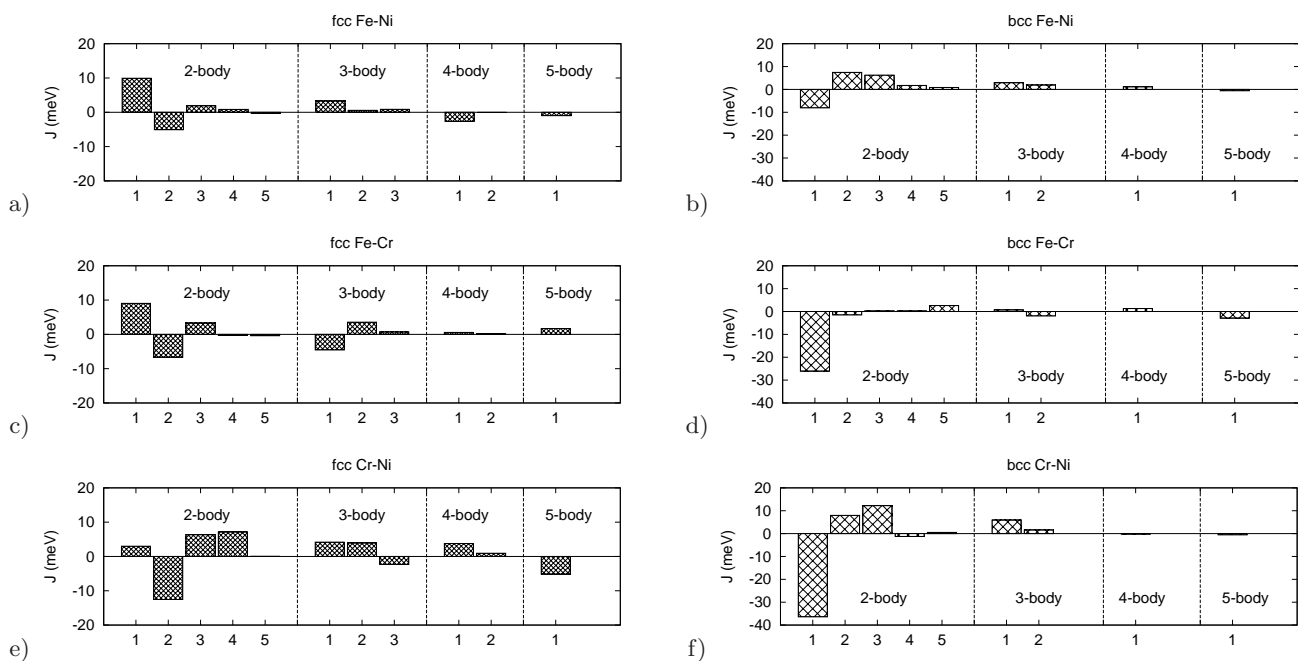 fcc Fe-Ni
20
10
0
-10
-20
J (meV)
2-body 3-body 4-body 5-body
1 2 3 4 5 1 2 3 1 2 1
a)
bcc Fe-Ni
20
10
0
-10
-20
-30
-40
J (meV)
2-body 3-body 4-body 5-body
1 2 3 4 5 1 2 1 1
b)
fcc Fe-Cr
20
10
0
-10
-20
J (meV)
2-body 3-body 4-body 5-body
1 2 3 4 5 1 2 3 1 2 1
c)
bcc Fe-Cr
20
10
0
-10
-20
-30
-40
J (meV)
2-body 3-body 4-body 5-body
1 2 3 4 5 1 2 1 1
d)
fcc Cr-Ni
20
10
0
-10
-20
J (meV)
2-body 3-body 4-body 5-body
1 2 3 4 5 1 2 3 1 2 1
e)
bcc Cr-Ni
20
10
0
-10
-20
-30
-40
J (meV)
2-body 3-body 4-body 5-body
1 2 3 4 5 1 2 1 1
f)